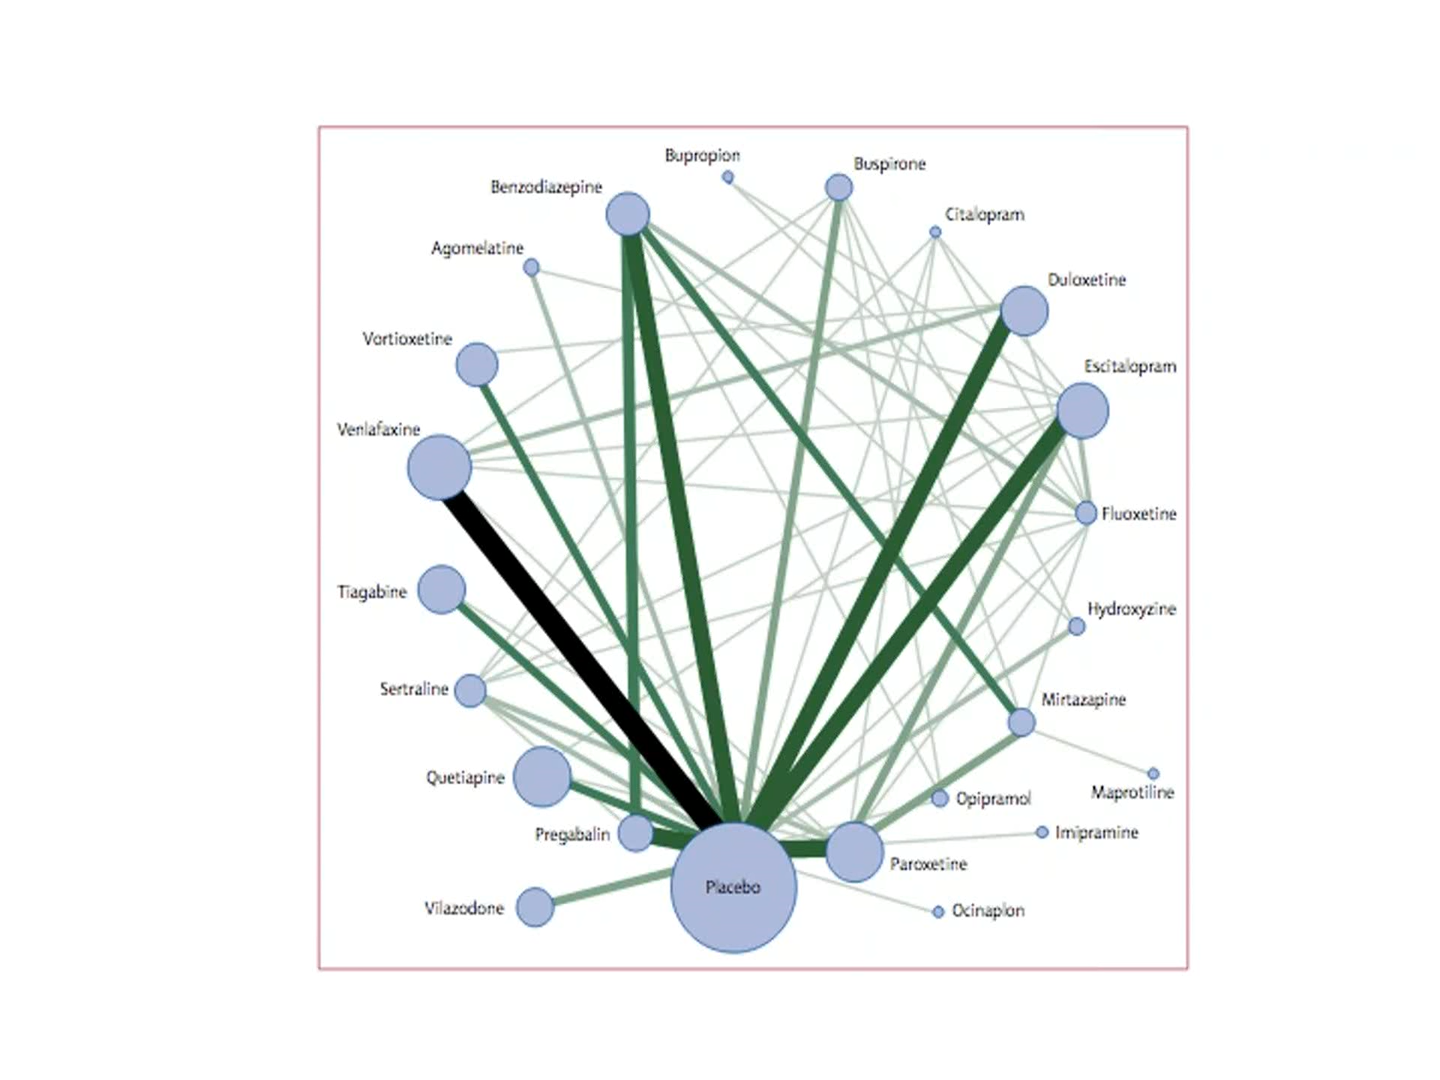 Bupropion
Buspirone
Benzodiazepine
Citalopram
Agomelatine
Duloxetine
Vortioxetine
Escitalopram
Venlafaxine
Fluoxetine
Tiagabine
Hydroxyzine
Sertraline
Mirtazapine
Quetiapine
Maprotiline
Opipramol
Pregabalin
Imipramine
Paroxetine
Placebo
Vilazodone
Ocinaplon